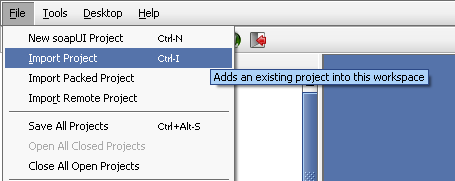 File Tools Desktop Help
New soapUI Project Ctrl-N
Import Project Ctrl-I
Adds an existing project into this workspace
Import Packed Project
Import Remote Project
Save All Projects Ctrl+Alt-S
Open All Closed Projects
Close All Open Projects